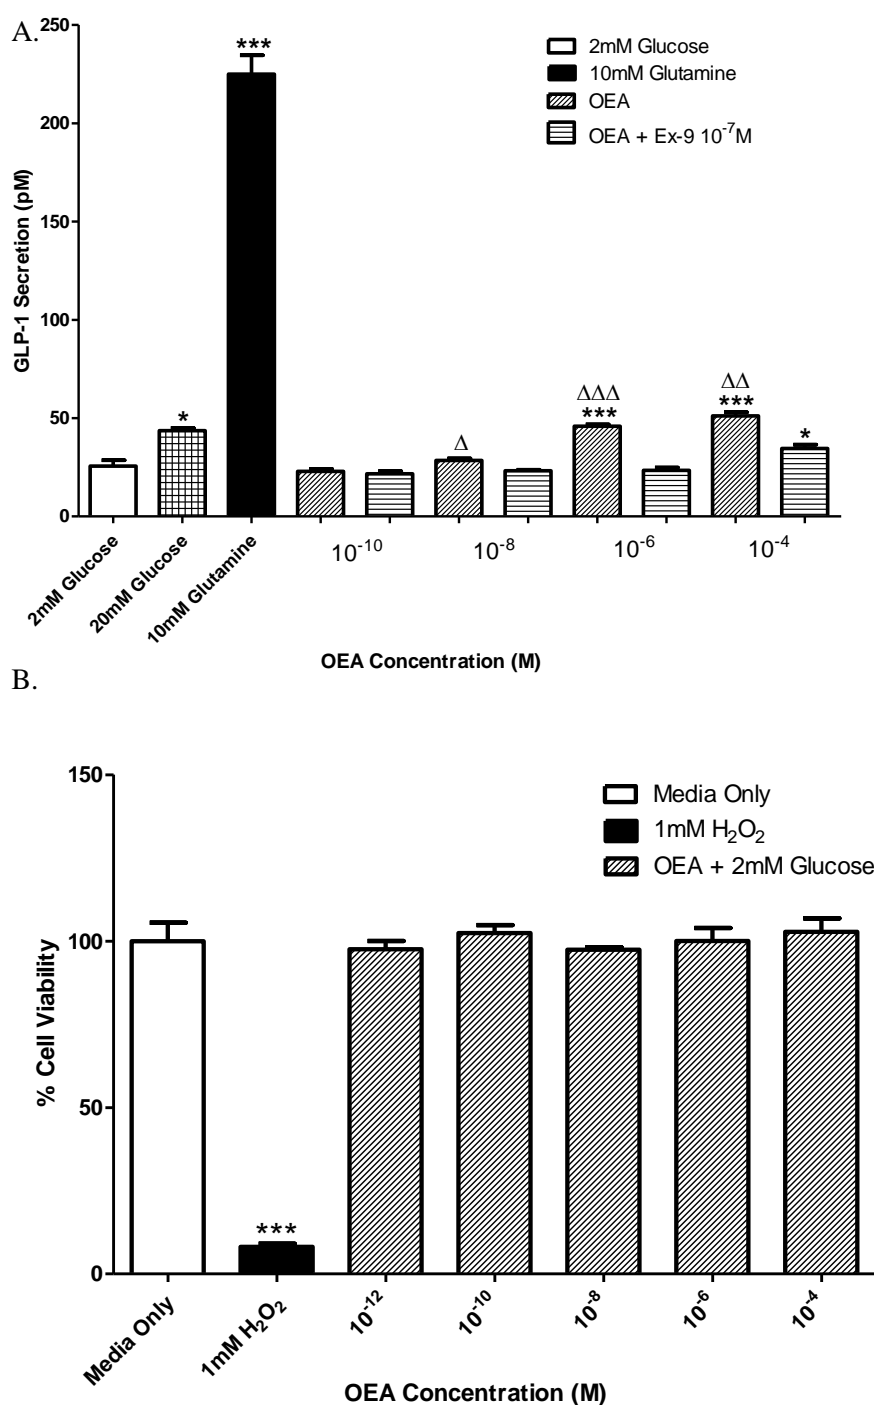 A.
***
2mM Glucose
10mM Glutamine
OEA
OEA + Ex-9 10⁻⁷M
250
200
150
100
50
0
GLP-1 Secretion (pM)
*
Δ
ΔΔΔ
***
ΔΔ
***
*
2mM Glucose
20mM Glucose
10mM Glutamine
10⁻¹⁰
10⁻⁸
10⁻⁶
10⁻⁴
OEA Concentration (M)
B.
Media Only
1mM H₂O₂
OEA + 2mM Glucose
150
100
50
0
% Cell Viability
***
Media Only
1mM H₂O₂
10⁻¹²
10⁻¹⁰
10⁻⁸
10⁻⁶
10⁻⁴
OEA Concentration (M)